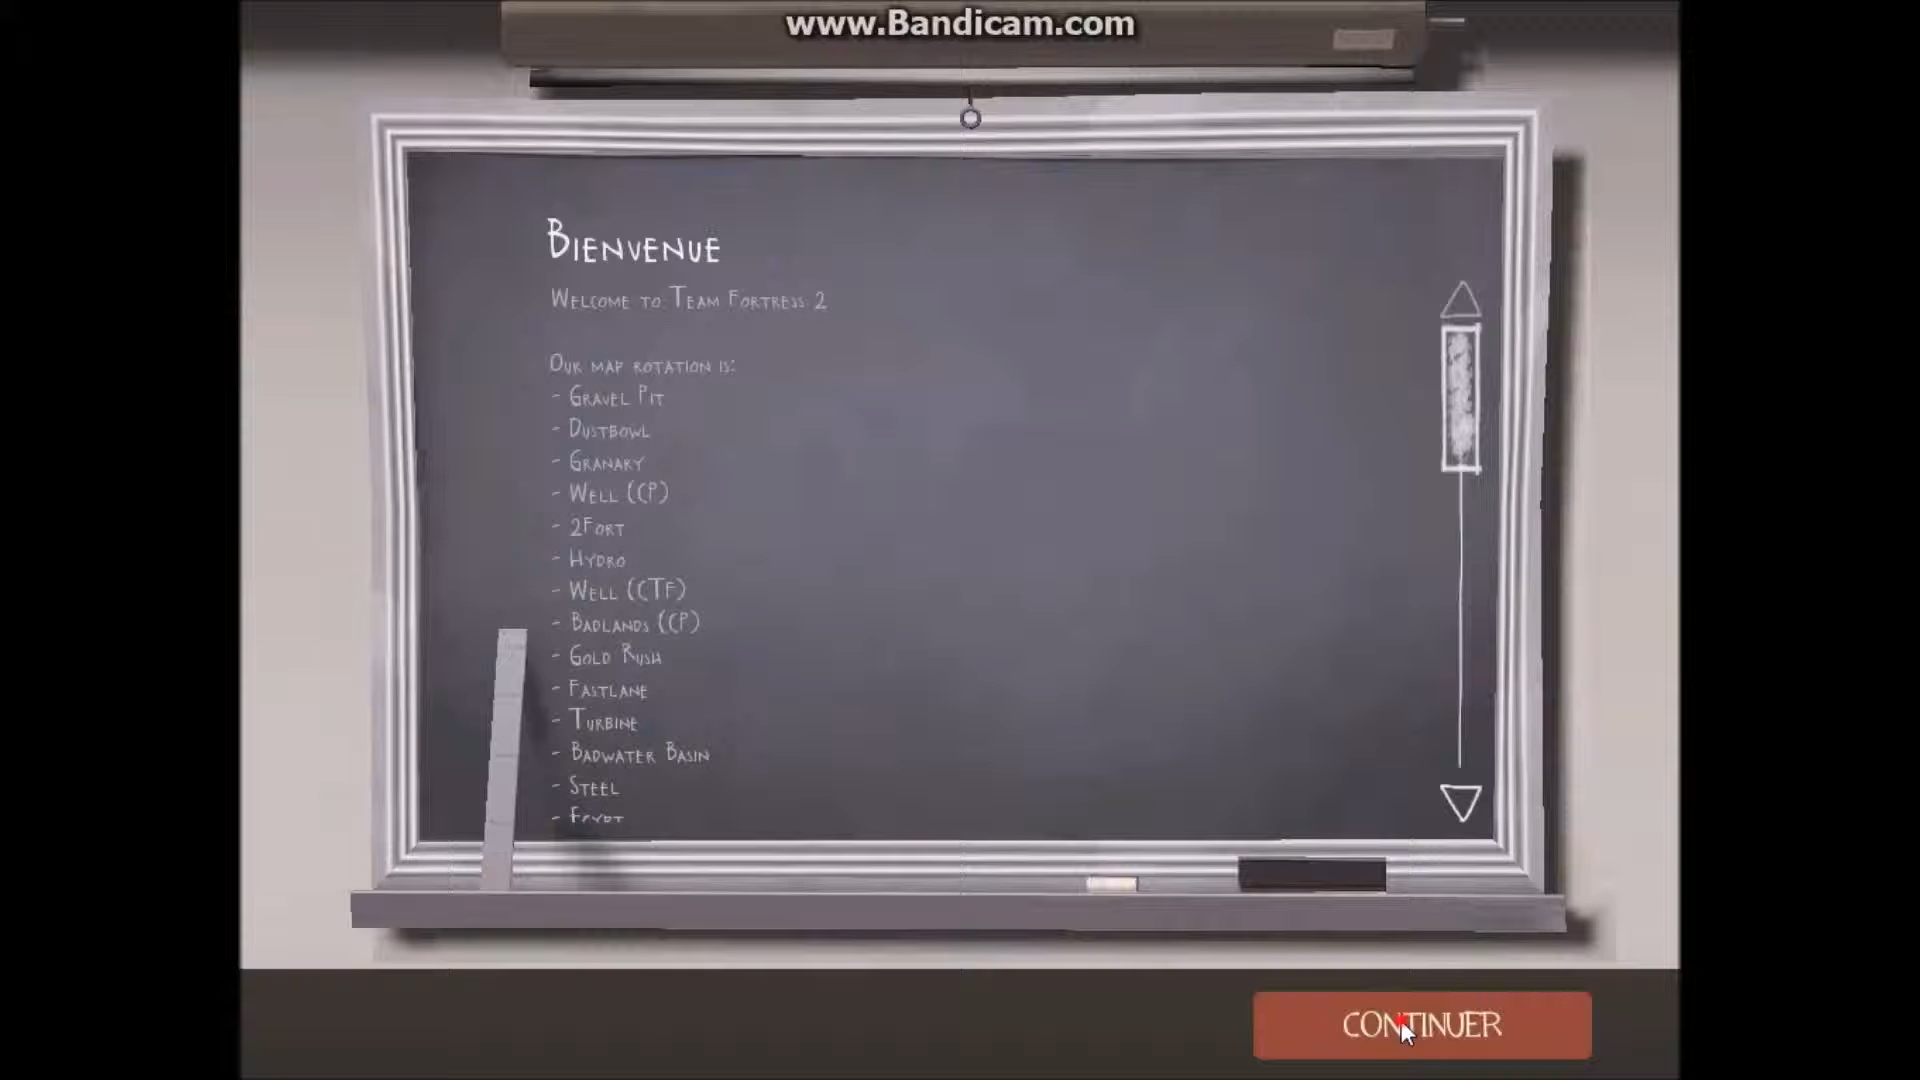 www.Bandicam.com
Bienvenue
Welcome to Team Fortress 2
Our map rotation is:
- Gravel Pit
- Dustbowl
- Granary
- Well (CP)
- 2Fort
- Hydro
- Well (CTF)
- Badlands (CP)
- Gold Rush
- Fastlane
- Turbine
- Badwater Basin
- Steel
- Egypt
CONTINUER